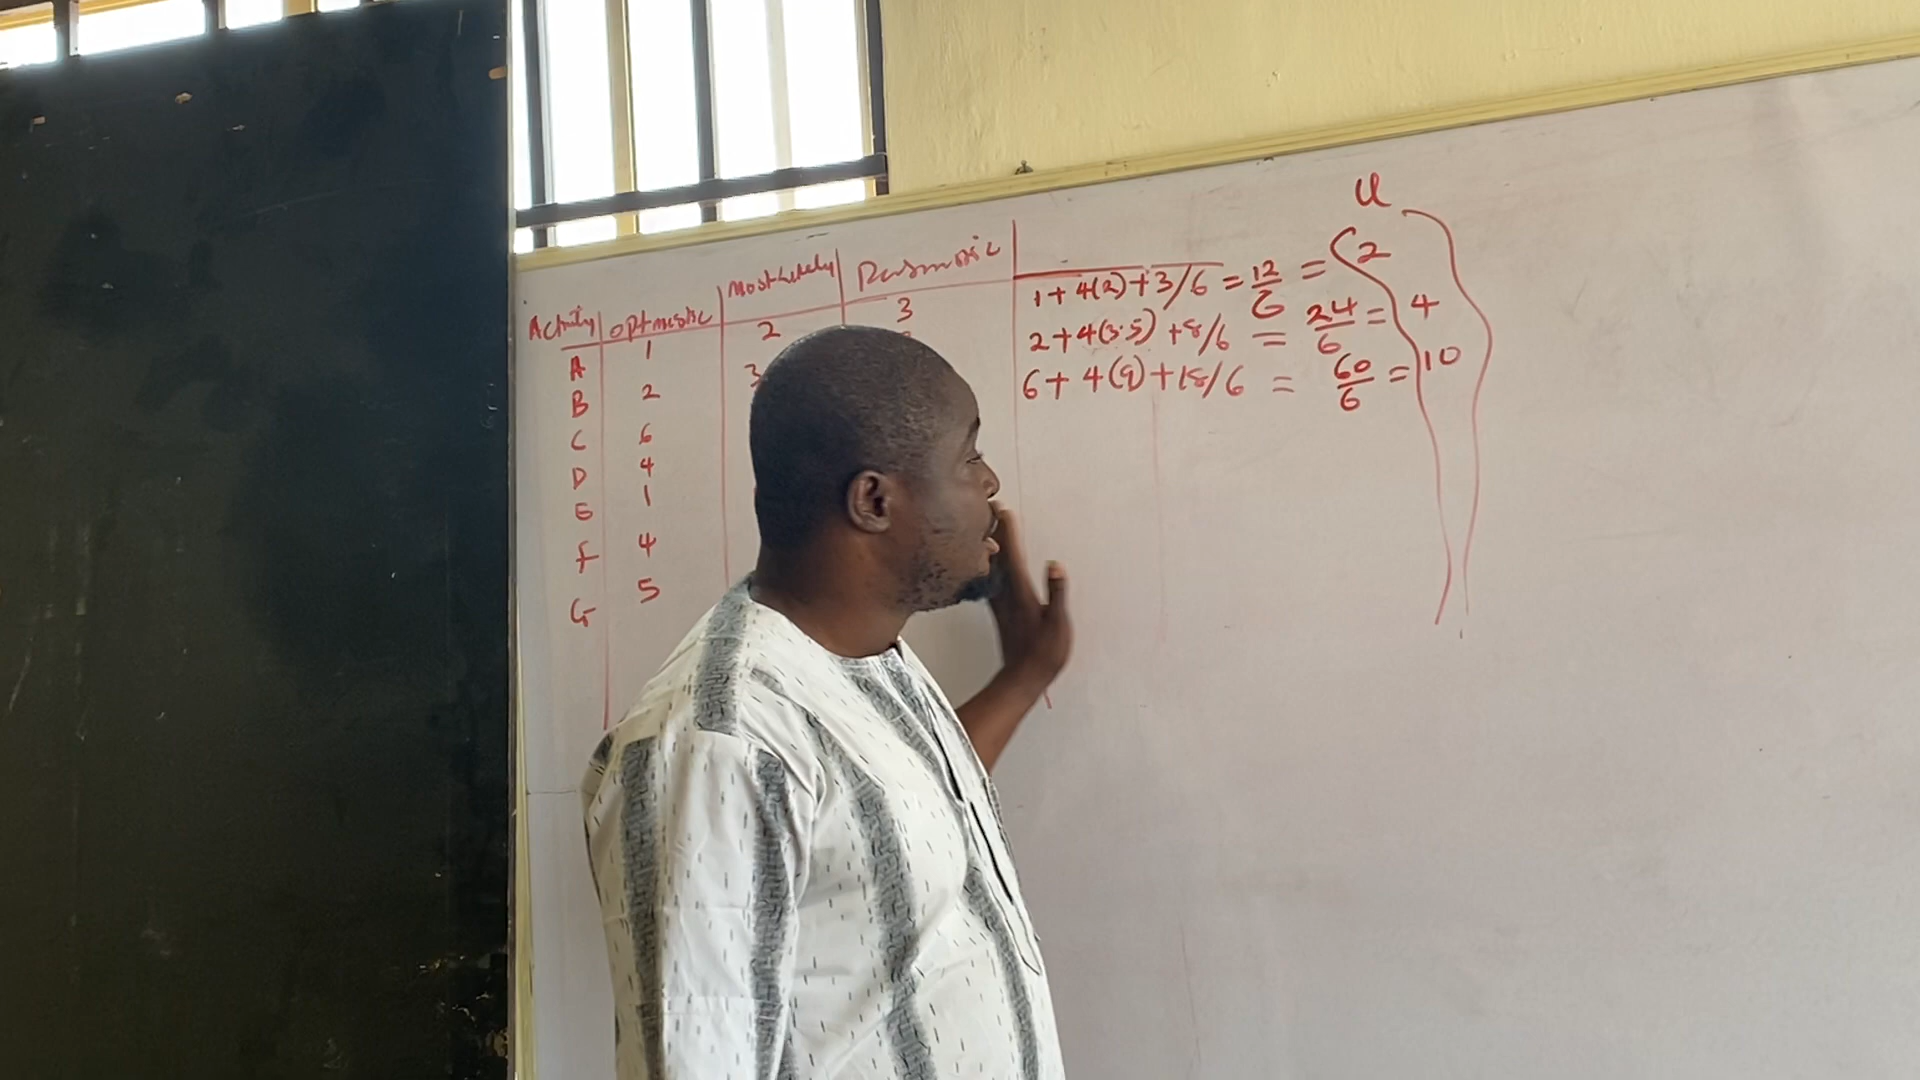 U
Activity optmistic Most likely Pesimistic
A 1 2 3 1 + 4(2) + 3/6 = 12/6 = 2
B 2 3 2 + 4(3.5) + 8/6 = 24/6 = 4
C 6 6 + 4(9) + 18/6 = 60/6 = 10
D 4
E 1
F 4
G 5